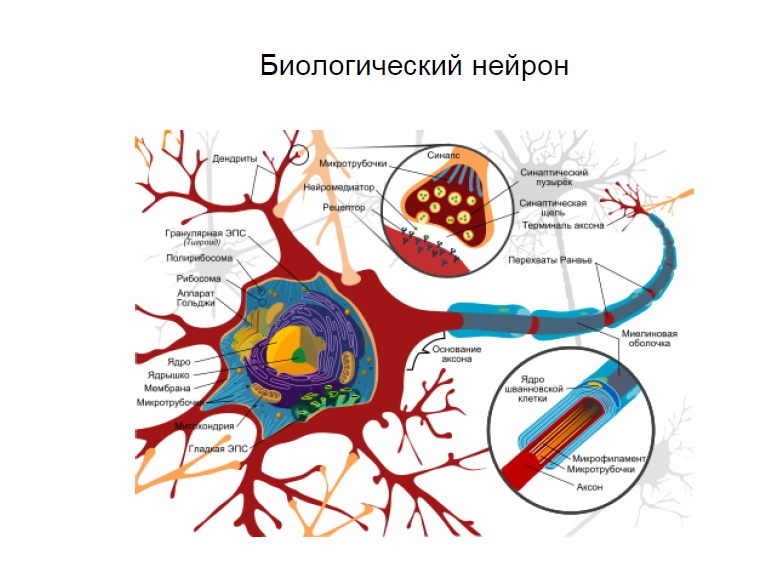 Биологический нейрон
Дендриты
Микротрубочки
Синапс
Нейромедиатор
Рецептор
Синаптический
пузырёк
Синаптическая
щель
Терминаль аксона
Гранулярная ЭПС
(Тигроид)
Полирибосома
Рибосома
Аппарат
Гольджи
Перехваты Ранвье
Миелиновая
оболочка
Основание
аксона
Ядро
Ядрышко
Мембрана
Микротрубочки
Митохондрия
Гладкая ЭПС
Ядро
шванновской
клетки
Микрофиламент
Микротрубочки
Аксон